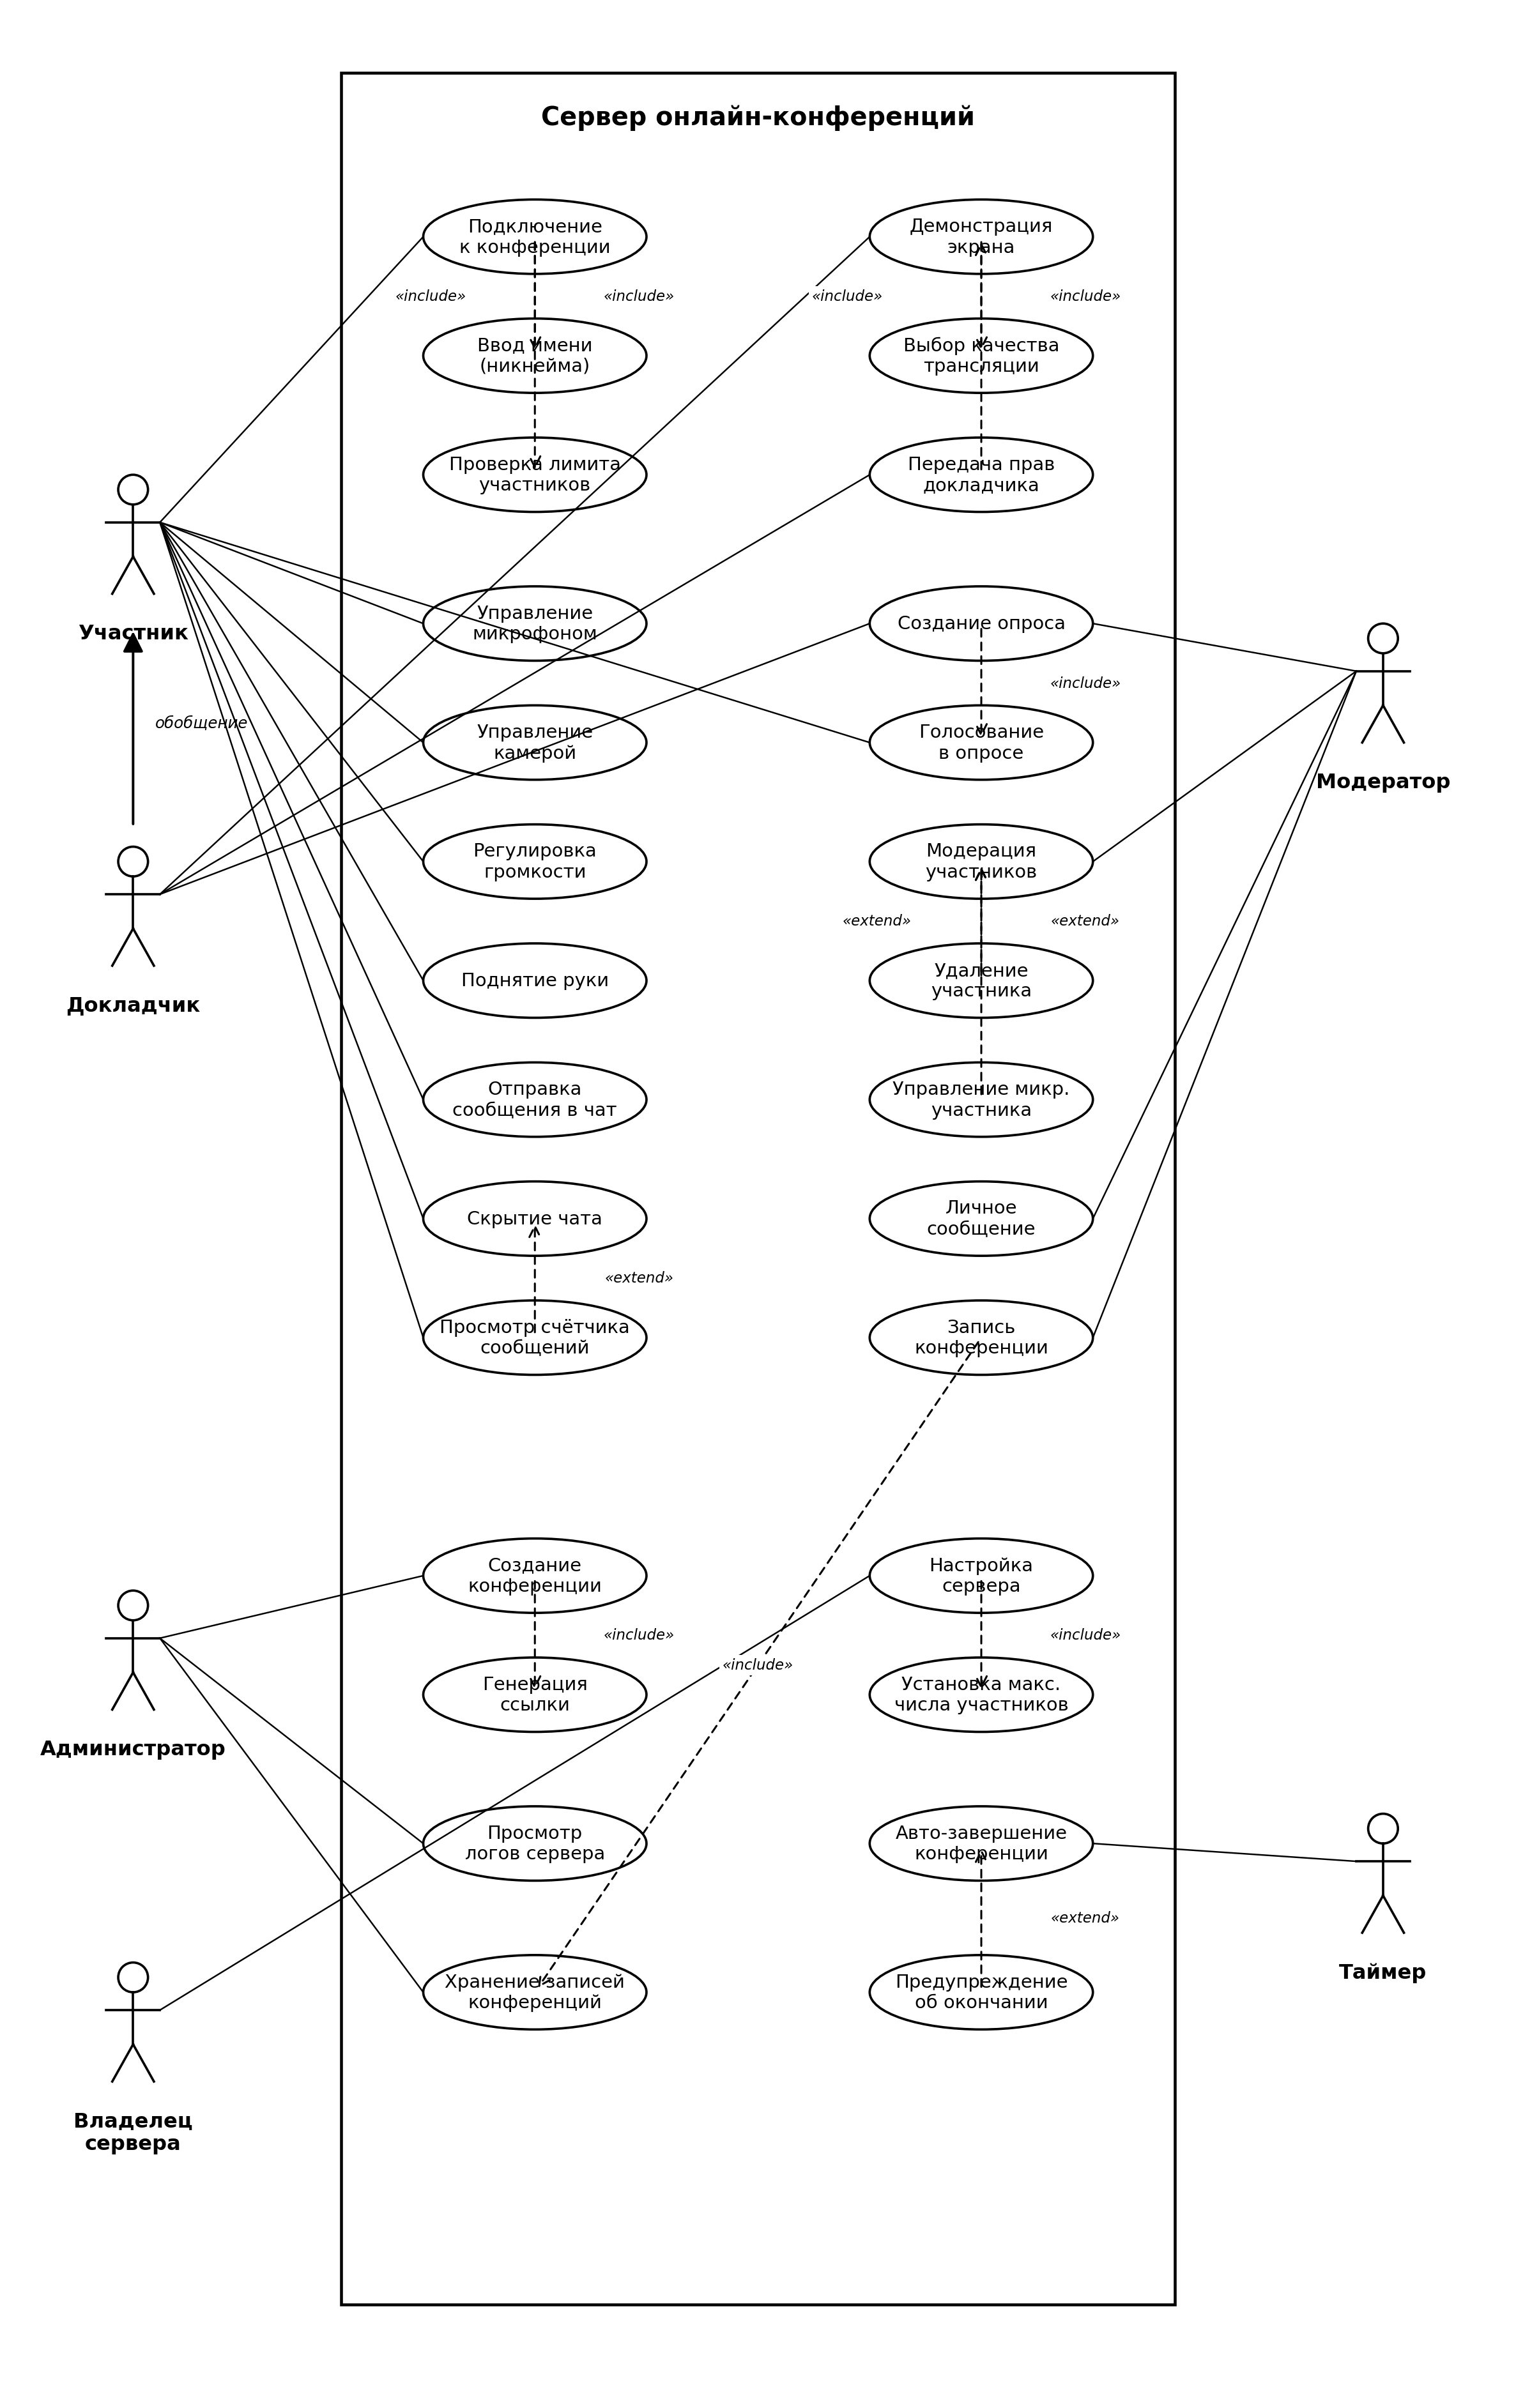 Сервер онлайн-конференций
Подключение
к конференции
Демонстрация
экрана
«include»
«include»
«include»
«include»
Ввод имени
(никнейма)
Выбор качества
трансляции
Проверка лимита
участников
Передача прав
докладчика
Участник
Управление
микрофоном
Создание опроса
«include»
обобщение
Управление
камерой
Голосование
в опросе
Модератор
Регулировка
громкости
Модерация
участников
«extend»
«extend»
Докладчик
Поднятие руки
Удаление
участника
Отправка
сообщения в чат
Управление микр.
участника
Скрытие чата
Личное
сообщение
«extend»
Просмотр счётчика
сообщений
Запись
конференции
Создание
конференции
Настройка
сервера
«include»
«include»
«include»
Генерация
ссылки
Установка макс.
числа участников
Администратор
Просмотр
логов сервера
Авто-завершение
конференции
«extend»
Таймер
Хранение записей
конференций
Предупреждение
об окончании
Владелец
сервера